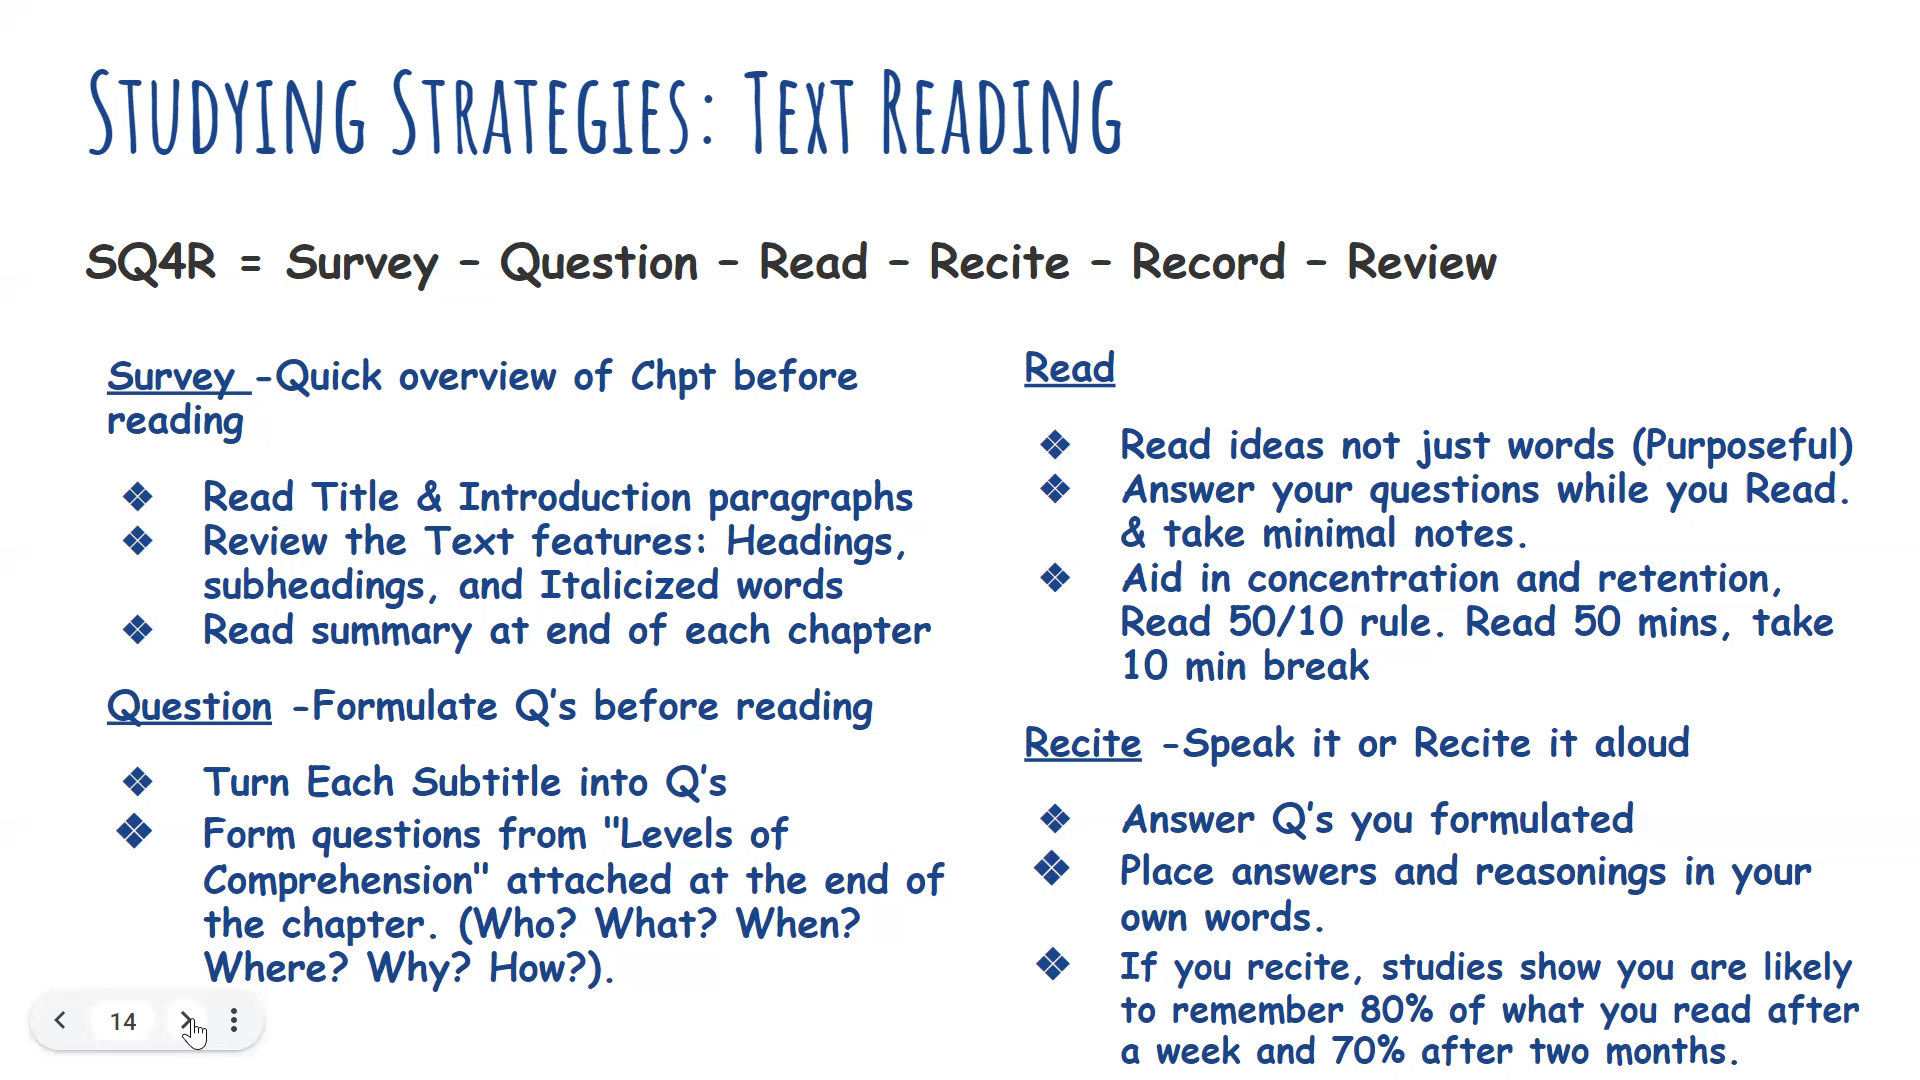 Studying Strategies: Text Reading
SQ4R = Survey – Question – Read – Recite – Record – Review
Survey -Quick overview of Chpt before
reading
❖ Read Title & Introduction paragraphs
❖ Review the Text features: Headings,
subheadings, and Italicized words
❖ Read summary at end of each chapter
Question -Formulate Q's before reading
❖ Turn Each Subtitle into Q's
❖ Form questions from "Levels of
Comprehension" attached at the end of
the chapter. (Who? What? When?
Where? Why? How?).
Read
❖ Read ideas not just words (Purposeful)
❖ Answer your questions while you Read.
& take minimal notes.
❖ Aid in concentration and retention,
Read 50/10 rule. Read 50 mins, take
10 min break
Recite -Speak it or Recite it aloud
❖ Answer Q's you formulated
❖ Place answers and reasonings in your
own words.
❖ If you recite, studies show you are likely
to remember 80% of what you read after
a week and 70% after two months.
14